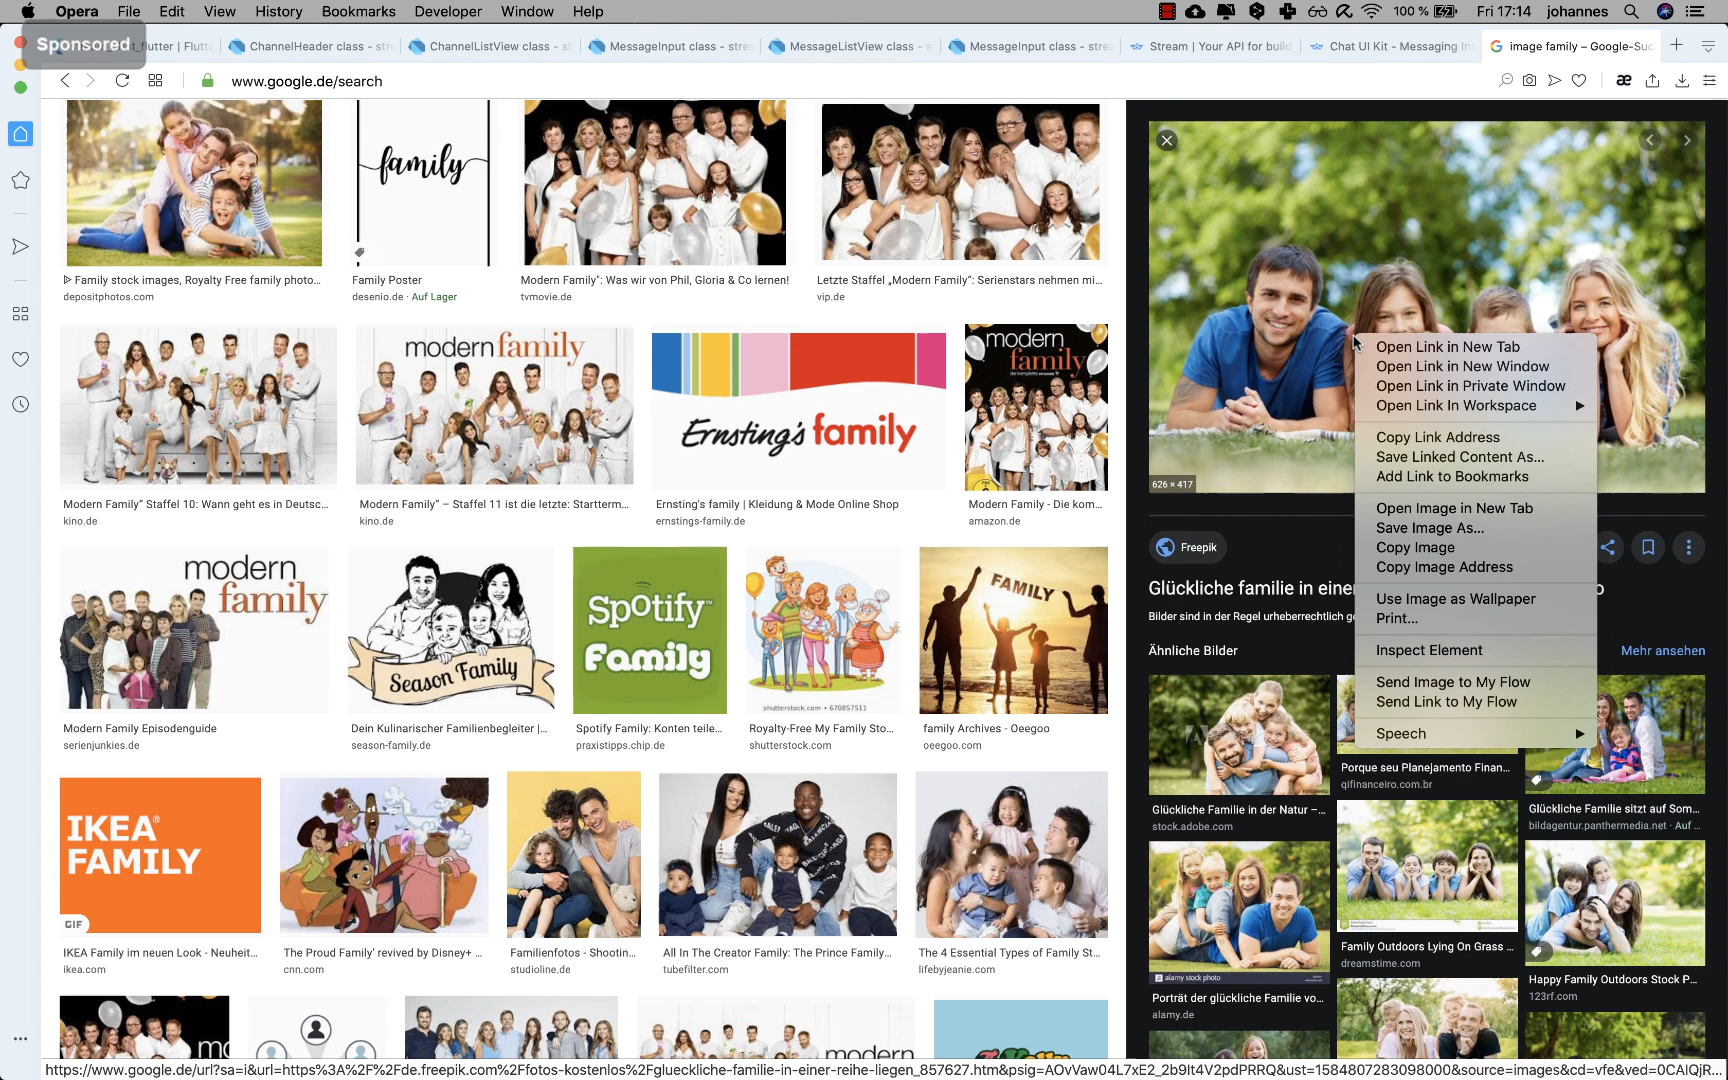 Opera File Edit View History Bookmarks Developer Window Help 100 % Fri 17:14 johannes
Sponsored
t_flutter | Flutt
ChannelHeader class - stre
ChannelListView class - st
MessageInput class - strea
MessageListView class - s
MessageInput class - strea
Stream | Your API for build
Chat UI Kit - Messaging In
image family – Google-Suc
www.google.de/search
family
Family stock images, Royalty Free family photo...
depositphotos.com
Family Poster
desenio.de · Auf Lager
Modern Family": Was wir von Phil, Gloria & Co lernen!
tvmovie.de
Letzte Staffel „Modern Family“: Serienstars nehmen mi...
vip.de
modern family
Ernsting's family
modern
family
Modern Family“ Staffel 10: Wann geht es in Deutsc...
kino.de
Modern Family“ – Staffel 11 ist die letzte: Startterm...
kino.de
Ernsting's family | Kleidung & Mode Online Shop
ernstings-family.de
Modern Family - Die kom...
amazon.de
modern
family
Season Family
Spotify
Family
shutterstock.com • 670857511
FAMILY
Modern Family Episodenguide
serienjunkies.de
Dein Kulinarischer Familienbegleiter |...
season-family.de
Spotify Family: Konten teile...
praxistipps.chip.de
Royalty-Free My Family Sto...
shutterstock.com
family Archives - Oeegoo
oeegoo.com
IKEA®
FAMILY
GIF
IKEA Family im neuen Look - Neuheit...
ikea.com
'The Proud Family' revived by Disney+ ...
cnn.com
Familienfotos - Shootin...
studioline.de
All In The Creator Family: The Prince Family...
tubefilter.com
The 4 Essential Types of Family St...
lifebyjeanie.com
modern
626 × 417
Freepik
Glückliche familie in eine
Bilder sind in der Regel urheberrechtlich ge
Ähnliche Bilder
Mehr ansehen
Open Link in New Tab
Open Link in New Window
Open Link in Private Window
Open Link In Workspace
Copy Link Address
Save Linked Content As...
Add Link to Bookmarks
Open Image in New Tab
Save Image As...
Copy Image
Copy Image Address
Use Image as Wallpaper
Print...
Inspect Element
Send Image to My Flow
Send Link to My Flow
Speech
Glückliche Familie in der Natur –...
stock.adobe.com
Porque seu Planejamento Finan...
qifinanceiro.com.br
Glückliche Familie sitzt auf Som...
bildagentur.panthermedia.net · Auf ...
alamy stock photo
Porträt der glückliche Familie vo...
alamy.de
Family Outdoors Lying On Grass ...
dreamstime.com
Happy Family Outdoors Stock P...
123rf.com
https://www.google.de/url?sa=i&url=https%3A%2F%2Fde.freepik.com%2Ffotos-kostenlos%2Fglueckliche-familie-in-einer-reihe-liegen_857627.htm&psig=AOvVaw04L7xE2_2b9It4V2pdPRRQ&ust=1584807283098000&source=images&cd=vfe&ved=0CAIQjR...